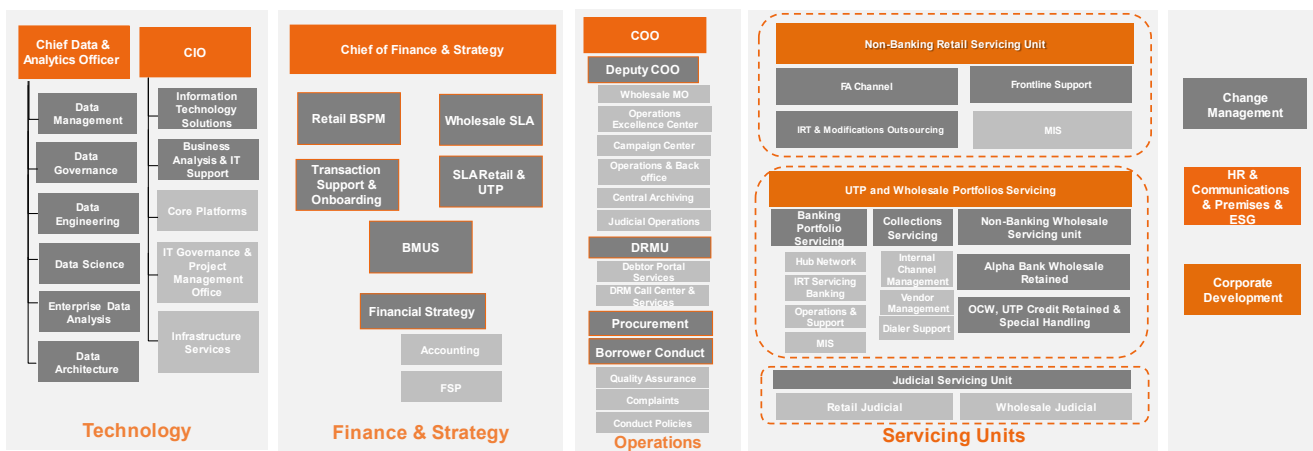 Chief Data &
Analytics Officer
Data
Management
Data
Governance
Data
Engineering
Data Science
Enterprise Data
Analysis
Data
Architecture
CIO
Information
Technology
Solutions
Business
Analysis & IT
Support
Core Platforms
IT Governance &
Project
Management
Office
Infrastructure
Services
Technology
Chief of Finance & Strategy
Retail BSPM
Wholesale SLA
Transaction
Support &
Onboarding
SLA Retail &
UTP
BMUS
Financial Strategy
Accounting
FSP
Finance & Strategy
COO
Deputy COO
Wholesale MO
Operations
Excellence Center
Campaign Center
Operations & Back
office
Central Archiving
Judicial Operations
DRMU
Debtor Portal
Services
DRM Call Center &
Services
Procurement
Borrower Conduct
Quality Assurance
Complaints
Conduct Policies
Operations
Non-Banking Retail Servicing Unit
FA Channel
Frontline Support
IRT & Modifications Outsourcing
MIS
UTP and Wholesale Portfolios Servicing
Banking
Portfolio
Servicing
Hub Network
IRT Servicing
Banking
Operations &
Support
MIS
Collections
Servicing
Internal
Channel
Management
Vendor
Management
Dialer Support
Non-Banking Wholesale
Servicing unit
Alpha Bank Wholesale
Retained
OCW, UTP Credit Retained &
Special Handling
Judicial Servicing Unit
Retail Judicial
Wholesale Judicial
Servicing Units
Change
Management
HR &
Communications
& Premises &
ESG
Corporate
Development